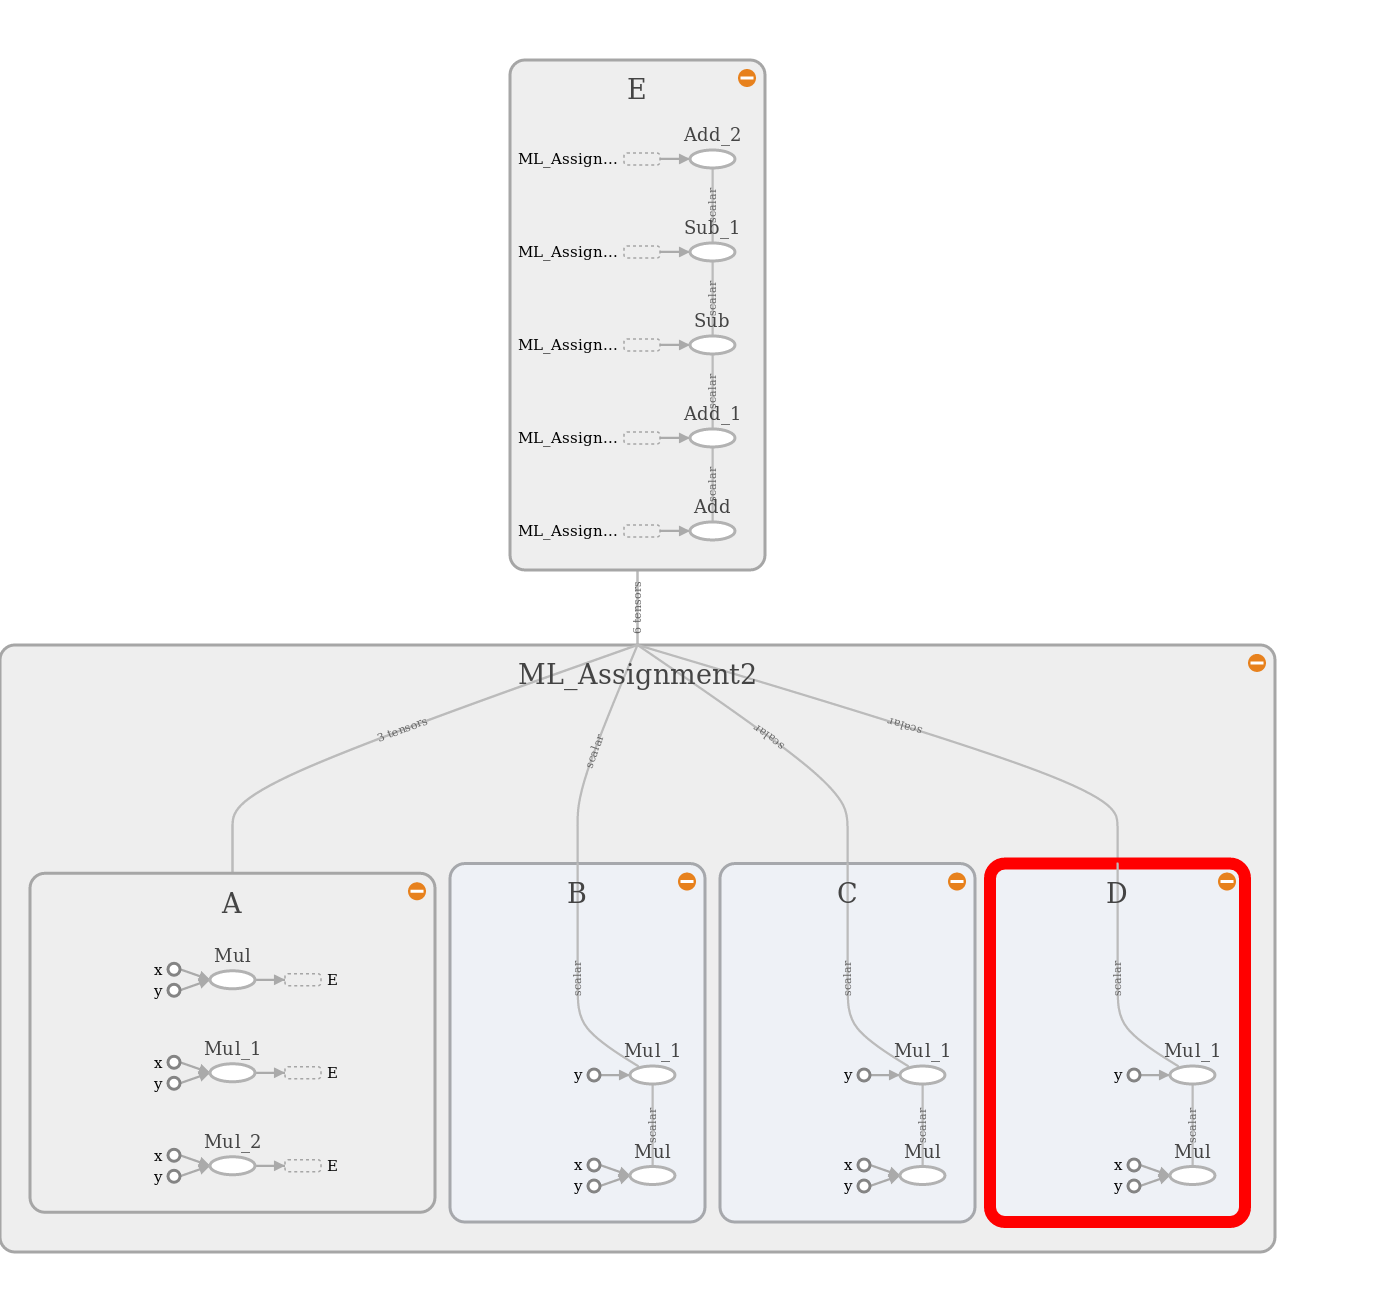 E
Add_2
ML_Assign...
scalar
Sub_1
ML_Assign...
scalar
Sub
ML_Assign...
scalar
Add_1
ML_Assign...
scalar
Add
ML_Assign...
6 tensors
ML_Assignment2
3 tensors
scalar
scalar
scalar
A
Mul
x
y
E
Mul_1
x
y
E
Mul_2
x
y
E
B
scalar
Mul_1
y
scalar
Mul
x
y
C
scalar
Mul_1
y
scalar
Mul
x
y
D
scalar
Mul_1
y
scalar
Mul
x
y